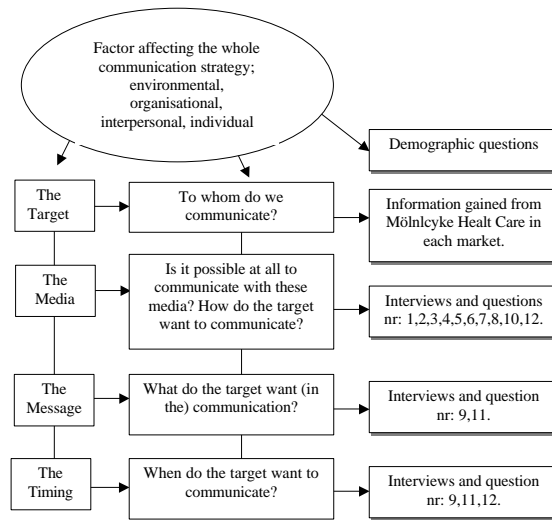 Factor affecting the whole
communication strategy;
environmental,
organisational,
interpersonal, individual
Demographic questions
The
Target
To whom do we
communicate?
Information gained from
Mölnlcyke Healt Care in
each market.
The
Media
Is it possible at all to
communicate with these
media? How do the target
want to communicate?
Interviews and questions
nr: 1,2,3,4,5,6,7,8,10,12.
The
Message
What do the target want (in
the) communication?
Interviews and question
nr: 9,11.
The
Timing
When do the target want to
communicate?
Interviews and question
nr: 9,11,12.